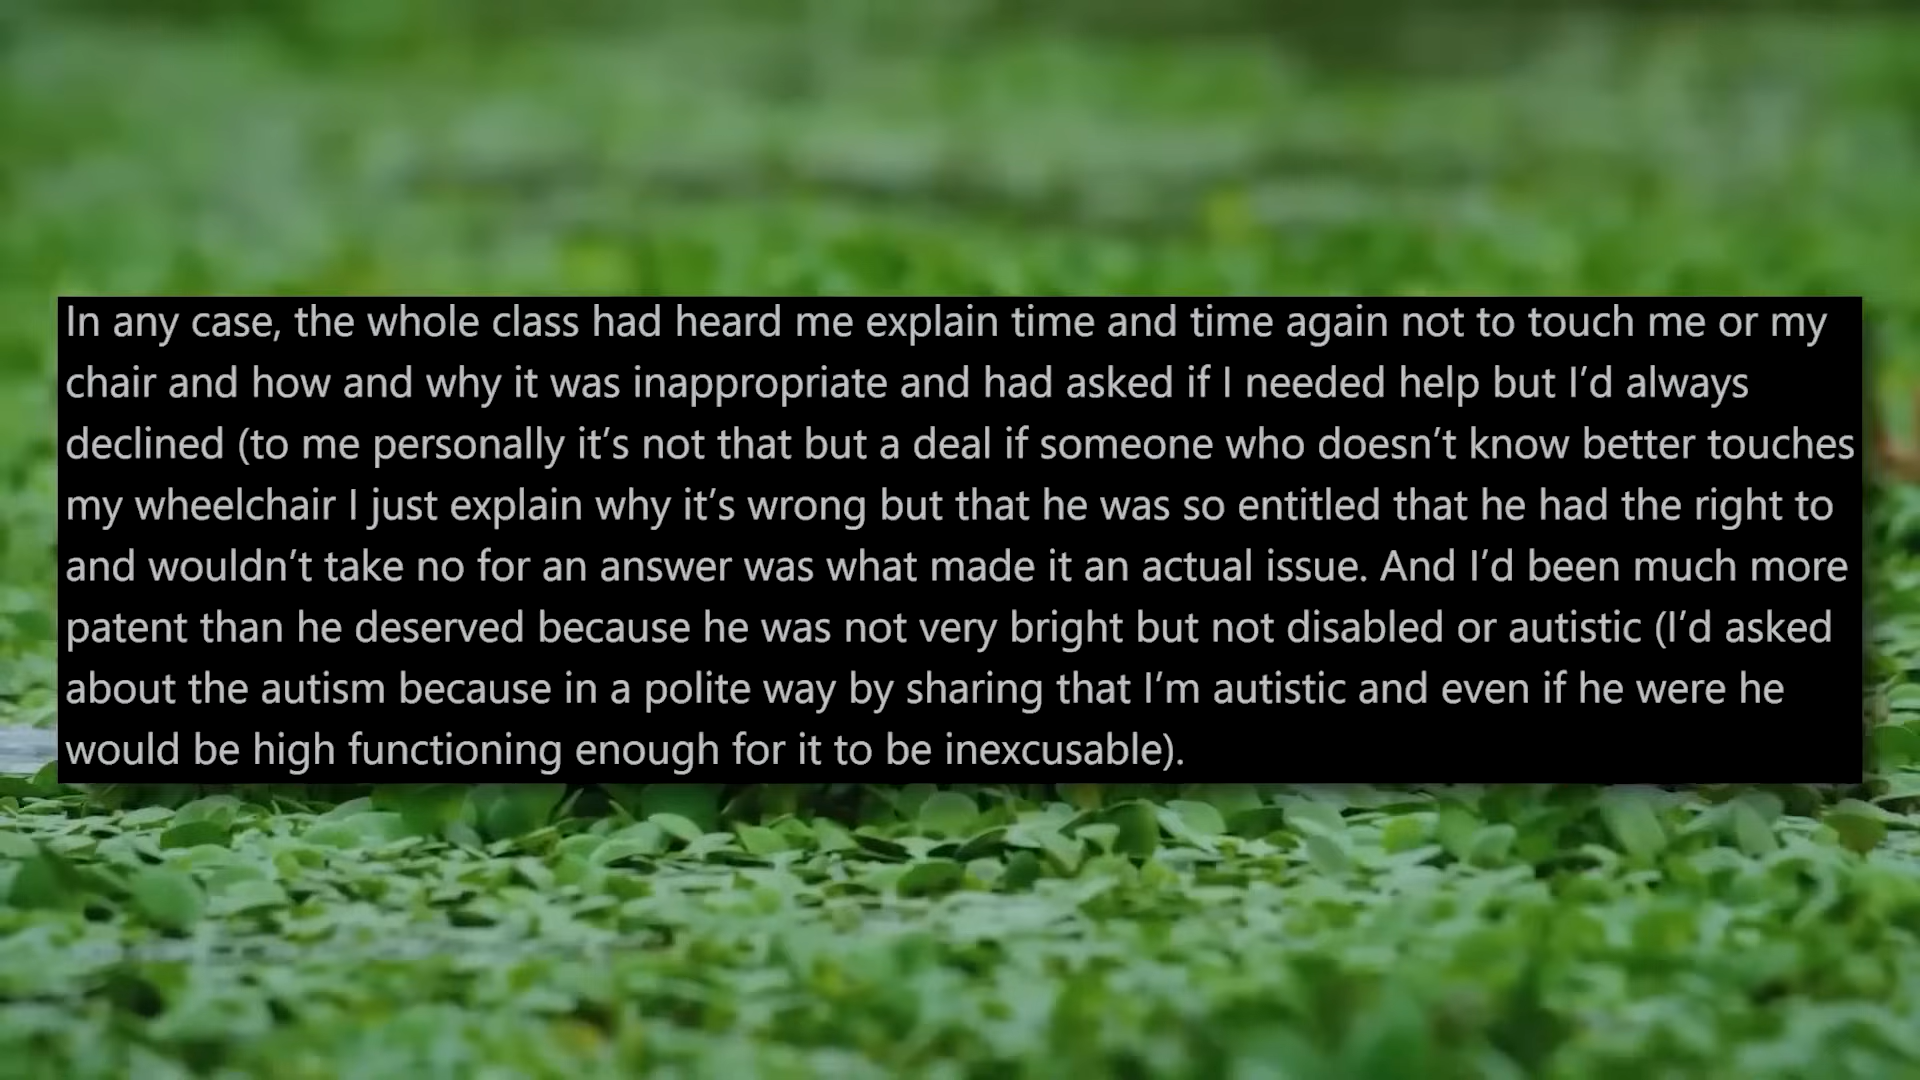 In any case, the whole class had heard me explain time and time again not to touch me or my
chair and how and why it was inappropriate and had asked if I needed help but I’d always
declined (to me personally it’s not that but a deal if someone who doesn’t know better touches
my wheelchair I just explain why it’s wrong but that he was so entitled that he had the right to
and wouldn’t take no for an answer was what made it an actual issue. And I’d been much more
patent than he deserved because he was not very bright but not disabled or autistic (I’d asked
about the autism because in a polite way by sharing that I’m autistic and even if he were he
would be high functioning enough for it to be inexcusable).